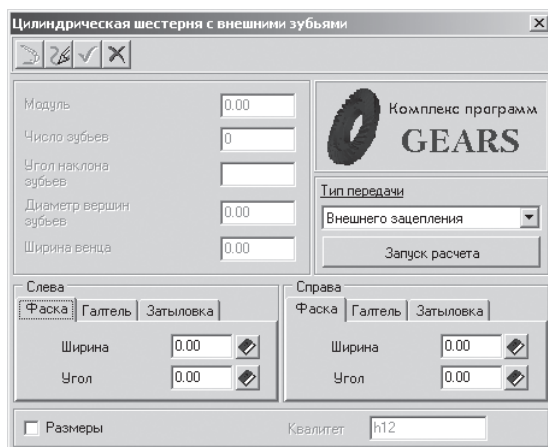 Цилиндрическая шестерня с внешними зубьями
Модуль 0.00
Число зубьев 0
Угол наклона
зубьев
Диаметр вершин
зубьев 0.00
Ширина венца 0.00
Комплекс программ
GEARS
Тип передачи
Внешнего зацепления
Запуск расчета
Слева
Фаска Галтель Затыловка
Ширина 0.00
Угол 0.00
Справа
Фаска Галтель Затыловка
Ширина 0.00
Угол 0.00
Размеры
Квалитет h12